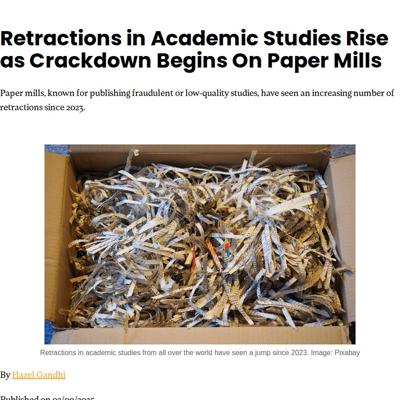 Retractions in Academic Studies Rise
as Crackdown Begins On Paper Mills
Paper mills, known for publishing fraudulent or low-quality studies, have seen an increasing number of
retractions since 2023.
Retractions in academic studies from all over the world have seen a jump since 2023. Image: Pixabay
By Hazel Gandhi
Published on